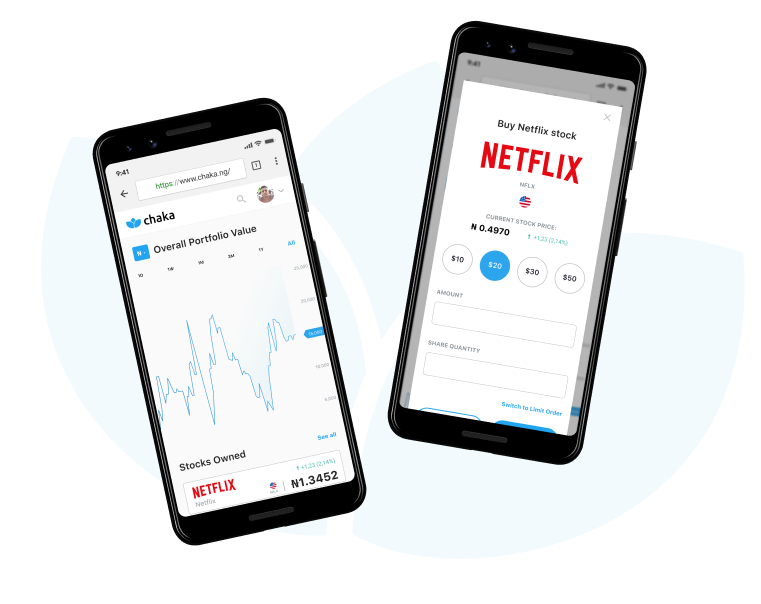 9:41
https://www.chaka.ng/
1
chaka
₦
Overall Portfolio Value
1D
1W
1M
3M
1Y
All
25,000
20,000
15,000
10,000
5,000
See all
Stocks Owned
NETFLIX
Netflix
+1,23 (2,14%)
₦1.3452
9:41
Buy Netflix stock
NETFLIX
NFLX
CURRENT STOCK PRICE:
₦ 0.4970
+1,23 (2,14%)
$10
$20
$30
$50
AMOUNT
SHARE QUANTITY
Switch to Limit Order